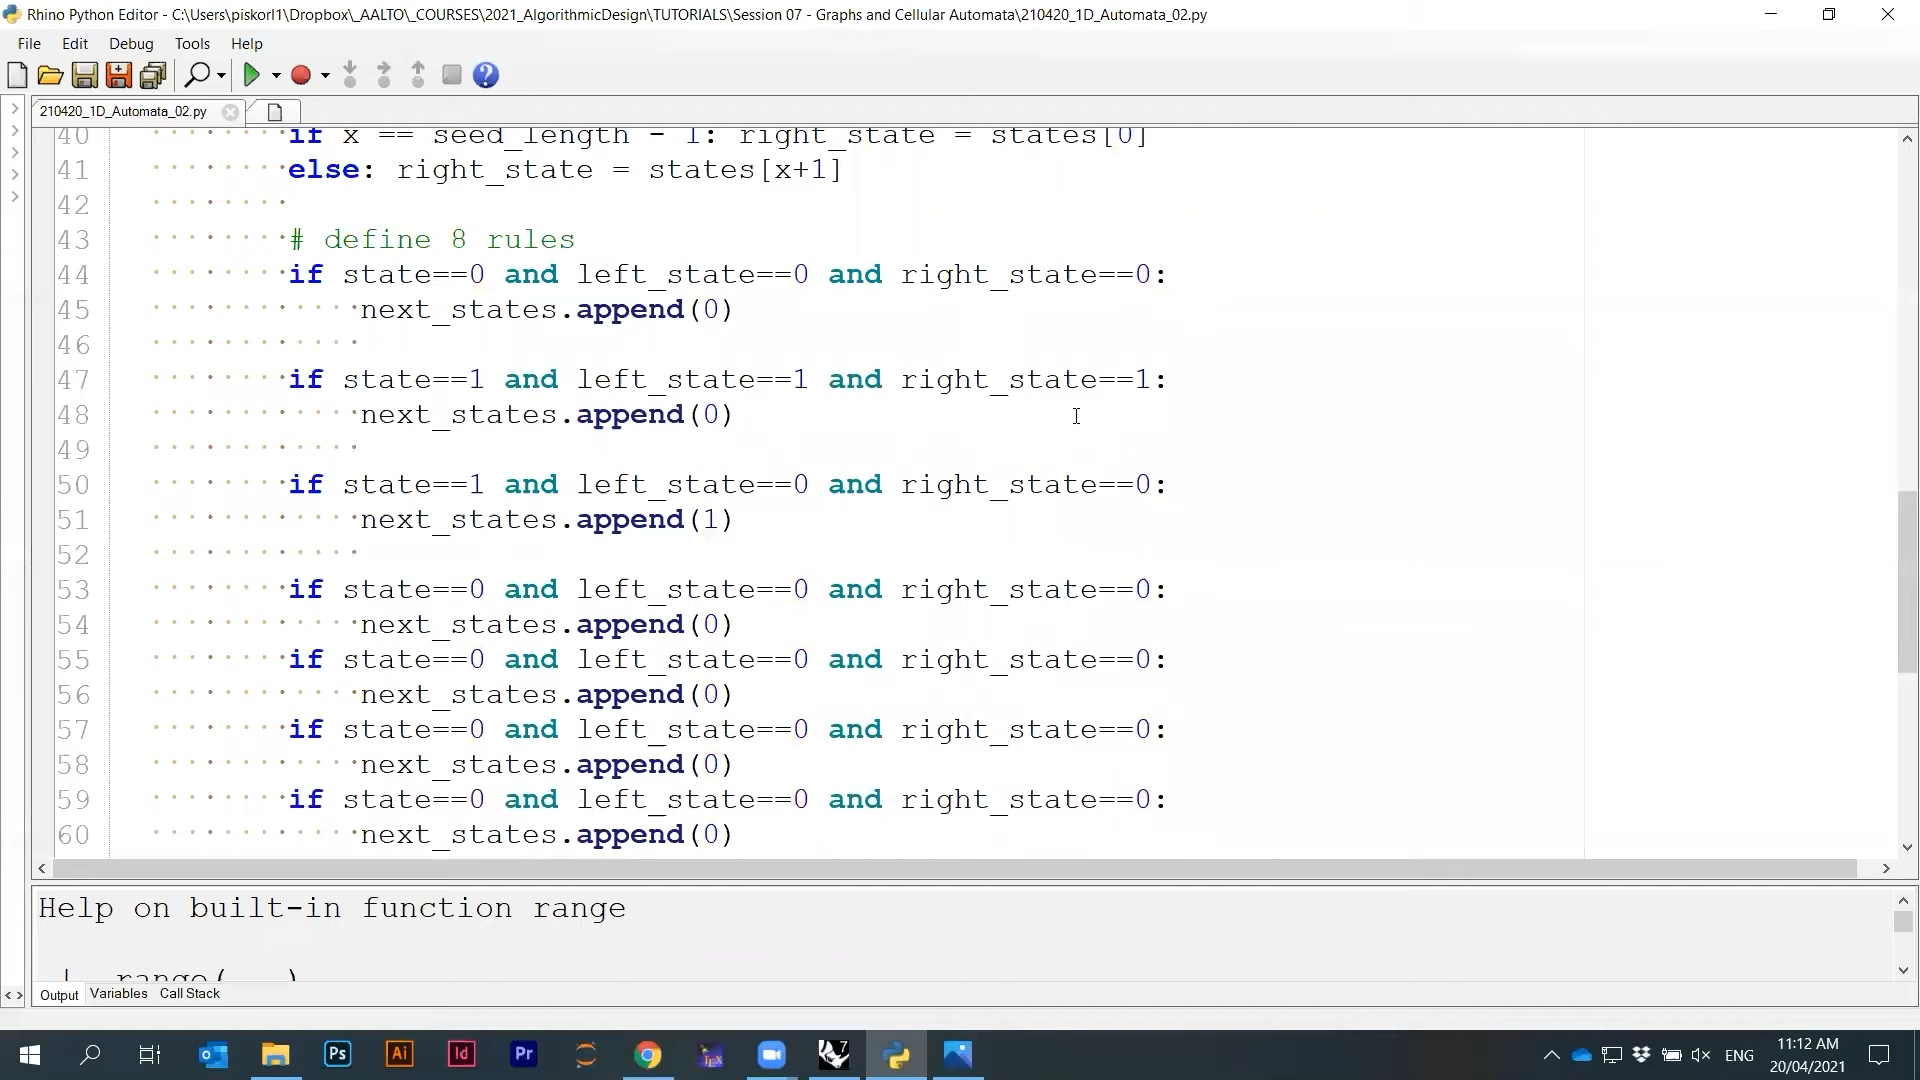 Rhino Python Editor - C:\Users\piskorl1\Dropbox\_AALTO\_COURSES\2021_AlgorithmicDesign\TUTORIALS\Session 07 - Graphs and Cellular Automata\210420_1D_Automata_02.py
File Edit Debug Tools Help
210420_1D_Automata_02.py
40 if x == seed_length - 1: right_state = states[0]
41 else: right_state = states[x+1]
42
43 # define 8 rules
44 if state==0 and left_state==0 and right_state==0:
45 next_states.append(0)
46
47 if state==1 and left_state==1 and right_state==1:
48 next_states.append(0)
49
50 if state==1 and left_state==0 and right_state==0:
51 next_states.append(1)
52
53 if state==0 and left_state==0 and right_state==0:
54 next_states.append(0)
55 if state==0 and left_state==0 and right_state==0:
56 next_states.append(0)
57 if state==0 and left_state==0 and right_state==0:
58 next_states.append(0)
59 if state==0 and left_state==0 and right_state==0:
60 next_states.append(0)
Help on built-in function range
| range(...)
Output Variables Call Stack
Ps Ai Id Pr TEX 7 ENG
11:12 AM
20/04/2021